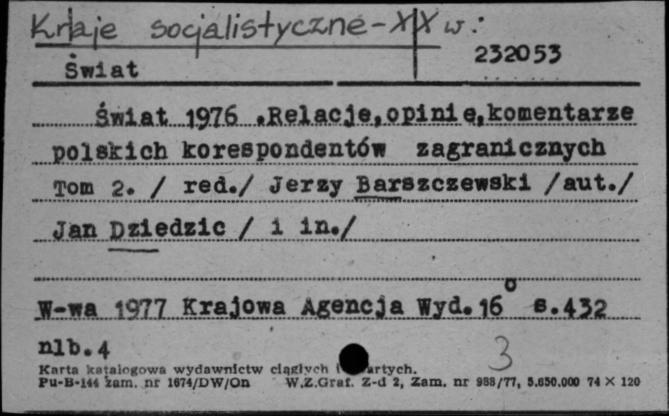 Kraje socjalistyczne - XX w.:
232053
Świat
Świat 1976 .Relacje,opinie,komentarze
polskich korespondentów zagranicznych
Tom 2. / red./ Jerzy Barszczewski /aut./
Jan Dziedzic / i in./
W-wa 1977 Krajowa Agencja Wyd. 16° s.432
nlb.4
3
Karta katalogowa wydawnictw ciągłych i
Pu-B-144 zam. nr 1674/DW/On W.Z.Graf. Z-d 2, Zam. nr 988/77, 5.650.000 74 × 120